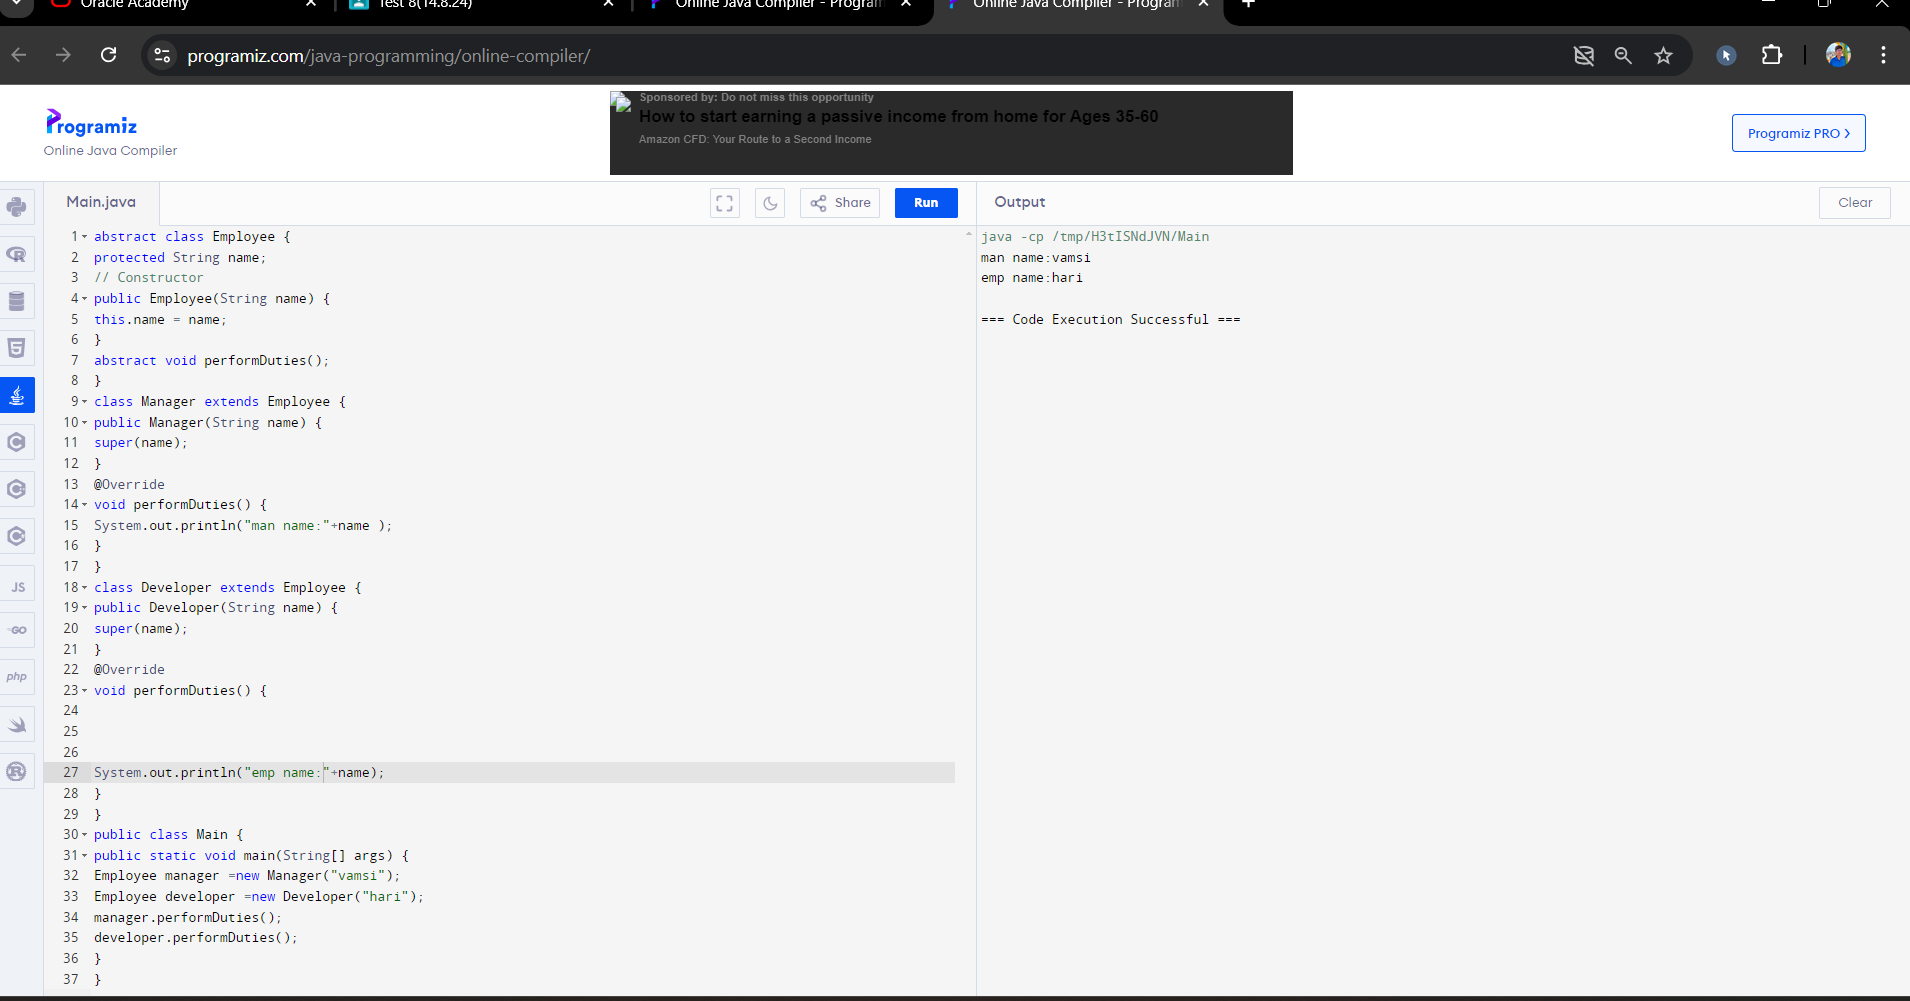 Oracle Academy
Test 8(14.8.24)
Online Java Compiler - Program
Online Java Compiler - Program
programiz.com/java-programming/online-compiler/
Programiz
Online Java Compiler
Sponsored by: Do not miss this opportunity
How to start earning a passive income from home for Ages 35-60
Amazon CFD: Your Route to a Second Income
Programiz PRO >
Main.java
Share
Run
Output
Clear
1 abstract class Employee {
2 protected String name;
3 // Constructor
4 public Employee(String name) {
5 this.name = name;
6 }
7 abstract void performDuties();
8 }
9 class Manager extends Employee {
10 public Manager(String name) {
11 super(name);
12 }
13 @Override
14 void performDuties() {
15 System.out.println("man name:"+name );
16 }
17 }
18 class Developer extends Employee {
19 public Developer(String name) {
20 super(name);
21 }
22 @Override
23 void performDuties() {
24
25
26
27 System.out.println("emp name:"+name);
28 }
29 }
30 public class Main {
31 public static void main(String[] args) {
32 Employee manager =new Manager("vamsi");
33 Employee developer =new Developer("hari");
34 manager.performDuties();
35 developer.performDuties();
36 }
37 }
java -cp /tmp/H3tISNdJVN/Main
man name:vamsi
emp name:hari
=== Code Execution Successful ===
R
5
C
C
C
JS
GO
php
R